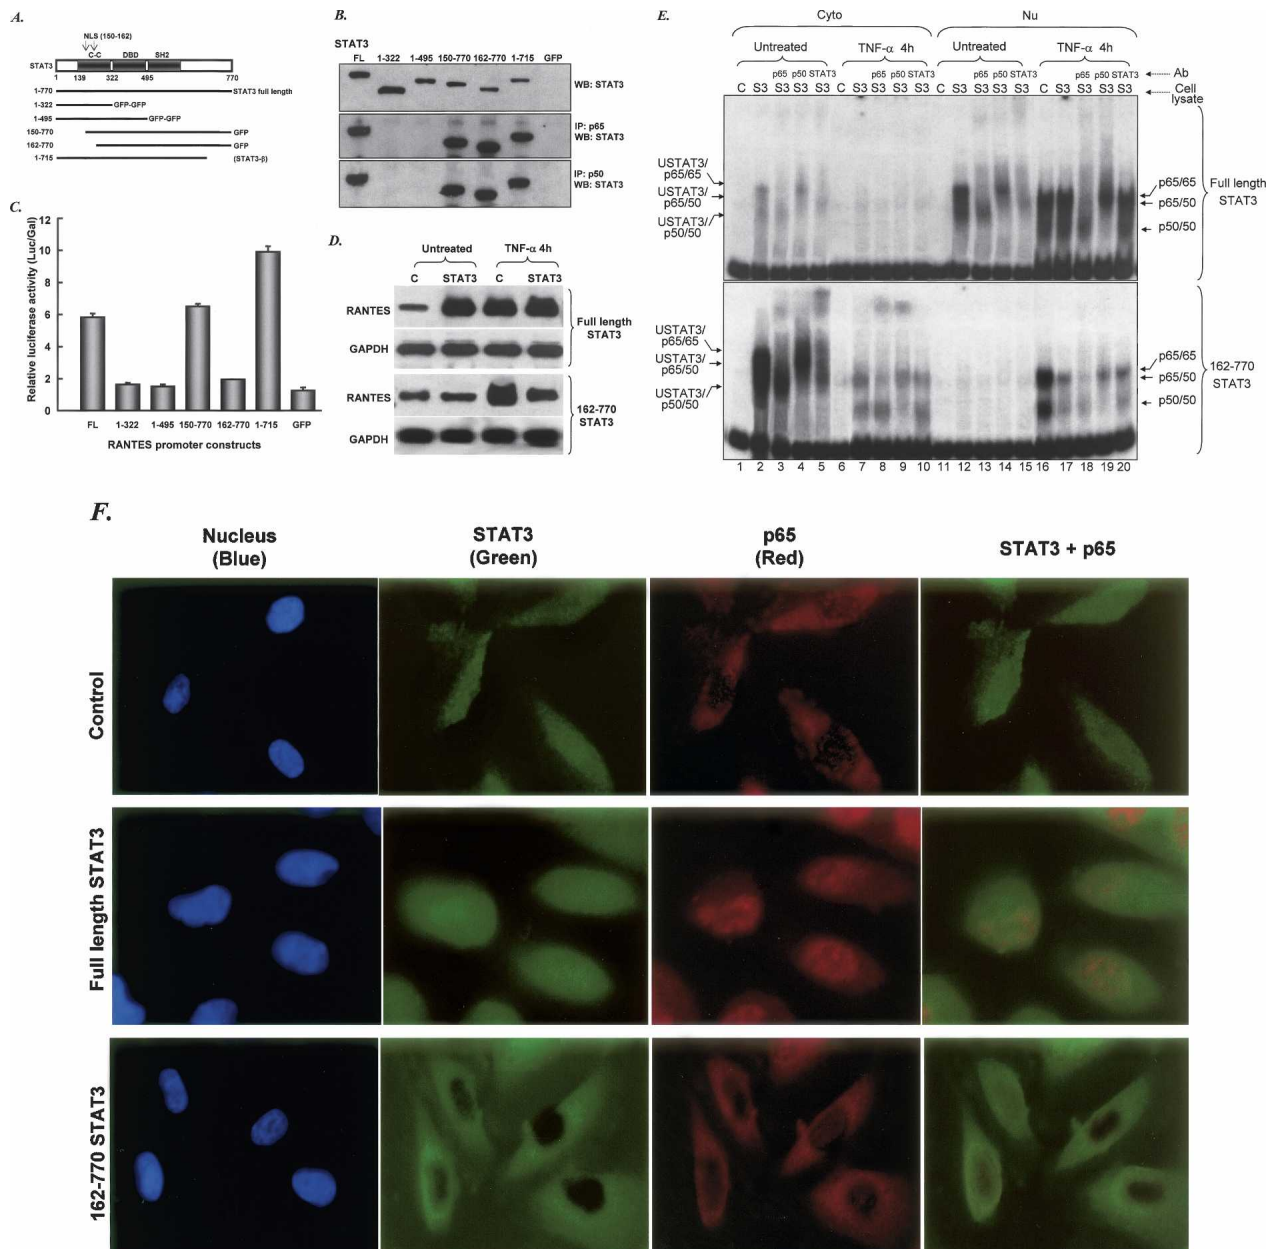 A.
NLS (150-162)
C-C DBD SH2
STAT3
1 139 322 495 770
1-770 STAT3 full length
1-322 GFP-GFP
1-495 GFP-GFP
150-770 GFP
162-770 GFP
1-715 (STAT3-β)
B.
STAT3
FL 1-322 1-495 150-770 162-770 1-715 GFP
WB: STAT3
IP: p65
WB: STAT3
IP: p50
WB: STAT3
C.
Relative luciferase activity (Luc/Gal)
12
10
8
6
4
2
0
FL 1-322 1-495 150-770 162-770 1-715 GFP
RANTES promoter constructs
D.
Untreated TNF-α 4h
C STAT3 C STAT3
RANTES
GAPDH
Full length
STAT3
RANTES
GAPDH
162-770
STAT3
E.
Cyto Nu
Untreated TNF-α 4h Untreated TNF-α 4h
p65 p50 STAT3 p65 p50 STAT3 p65 p50 STAT3 p65 p50 STAT3 Ab
C S3 S3 S3 S3 C S3 S3 S3 S3 C S3 S3 S3 S3 C S3 S3 S3 S3 Cell
lysate
USTAT3/
p65/65
USTAT3/
p65/50
USTAT3/
p50/50
p65/65
p65/50
p50/50
Full length
STAT3
USTAT3/
p65/65
USTAT3/
p65/50
USTAT3/
p50/50
p65/65
p65/50
p50/50
162-770
STAT3
1 2 3 4 5 6 7 8 9 10 11 12 13 14 15 16 17 18 19 20
F.
Nucleus
(Blue)
STAT3
(Green)
p65
(Red)
STAT3 + p65
Control
Full length STAT3
162-770 STAT3